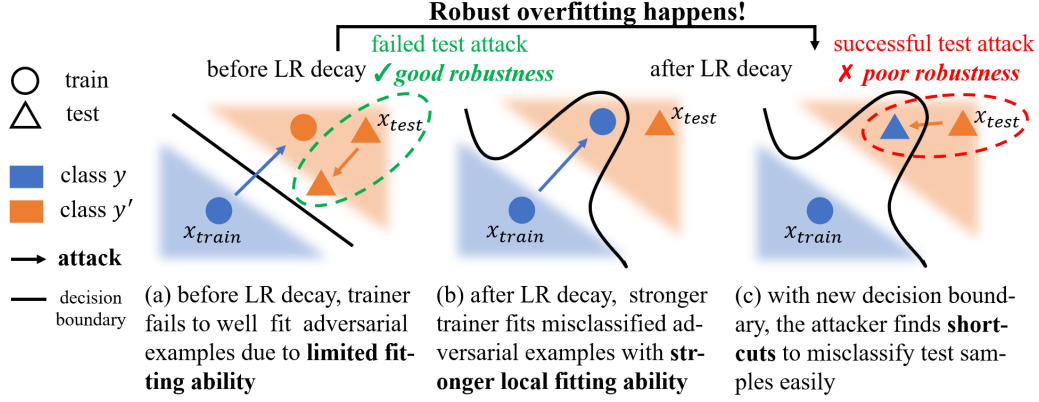 Robust overfitting happens!
failed test attack
before LR decay ✓good robustness
successful test attack
after LR decay ✗ poor robustness
train
test
class y
class y′
attack
decision
boundary
x_train
x_test
x_train
x_test
x_train
x_test
(a) before LR decay, trainer
fails to well fit adversarial
examples due to limited fit-
ting ability
(b) after LR decay, stronger
trainer fits misclassified ad-
versarial examples with str-
onger local fitting ability
(c) with new decision bound-
ary, the attacker finds short-
cuts to misclassify test sam-
ples easily